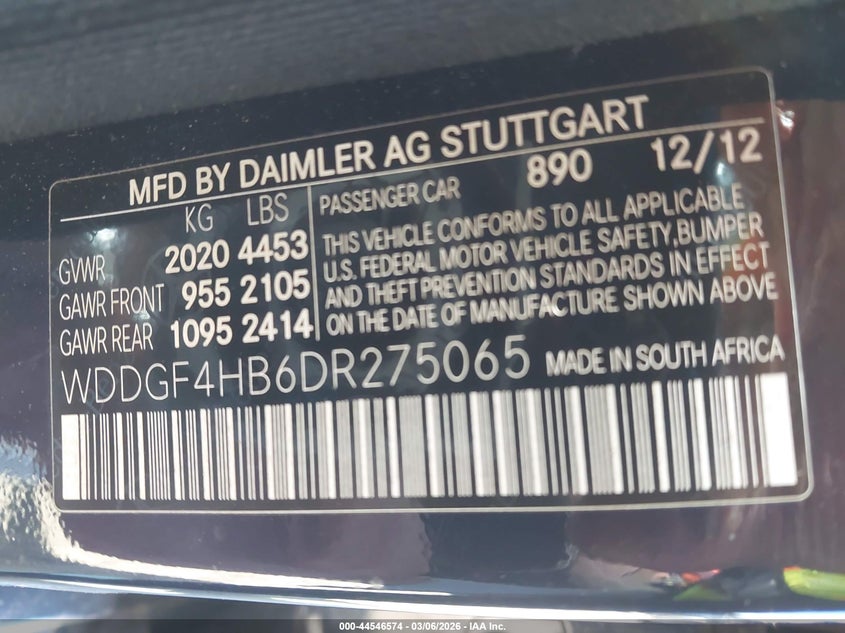 MFD BY DAIMLER AG STUTTGART
KG LBS
GVWR 2020 4453
GAWR FRONT 955 2105
GAWR REAR 1095 2414
PASSENGER CAR 890 12/12
THIS VEHICLE CONFORMS TO ALL APPLICABLE
U.S. FEDERAL MOTOR VEHICLE SAFETY, BUMPER
AND THEFT PREVENTION STANDARDS IN EFFECT
ON THE DATE OF MANUFACTURE SHOWN ABOVE
WDDGF4HB6DR275065 MADE IN SOUTH AFRICA
000-44546574 - 03/06/2026 - IAA Inc.